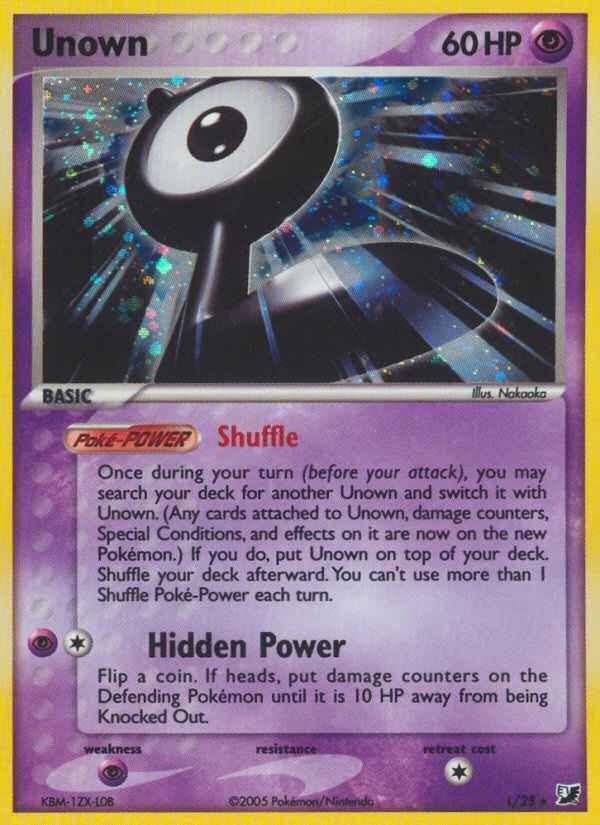 Unown
60 HP
BASIC
Illus. Nakaoka
Poké-POWER Shuffle
Once during your turn (before your attack), you may
search your deck for another Unown and switch it with
Unown. (Any cards attached to Unown, damage counters,
Special Conditions, and effects on it are now on the new
Pokémon.) If you do, put Unown on top of your deck.
Shuffle your deck afterward. You can't use more than 1
Shuffle Poké-Power each turn.
Hidden Power
Flip a coin. If heads, put damage counters on the
Defending Pokémon until it is 10 HP away from being
Knocked Out.
weakness resistance retreat cost
KBM-1ZX-L0B ©2005 Pokémon/Nintendo I/28